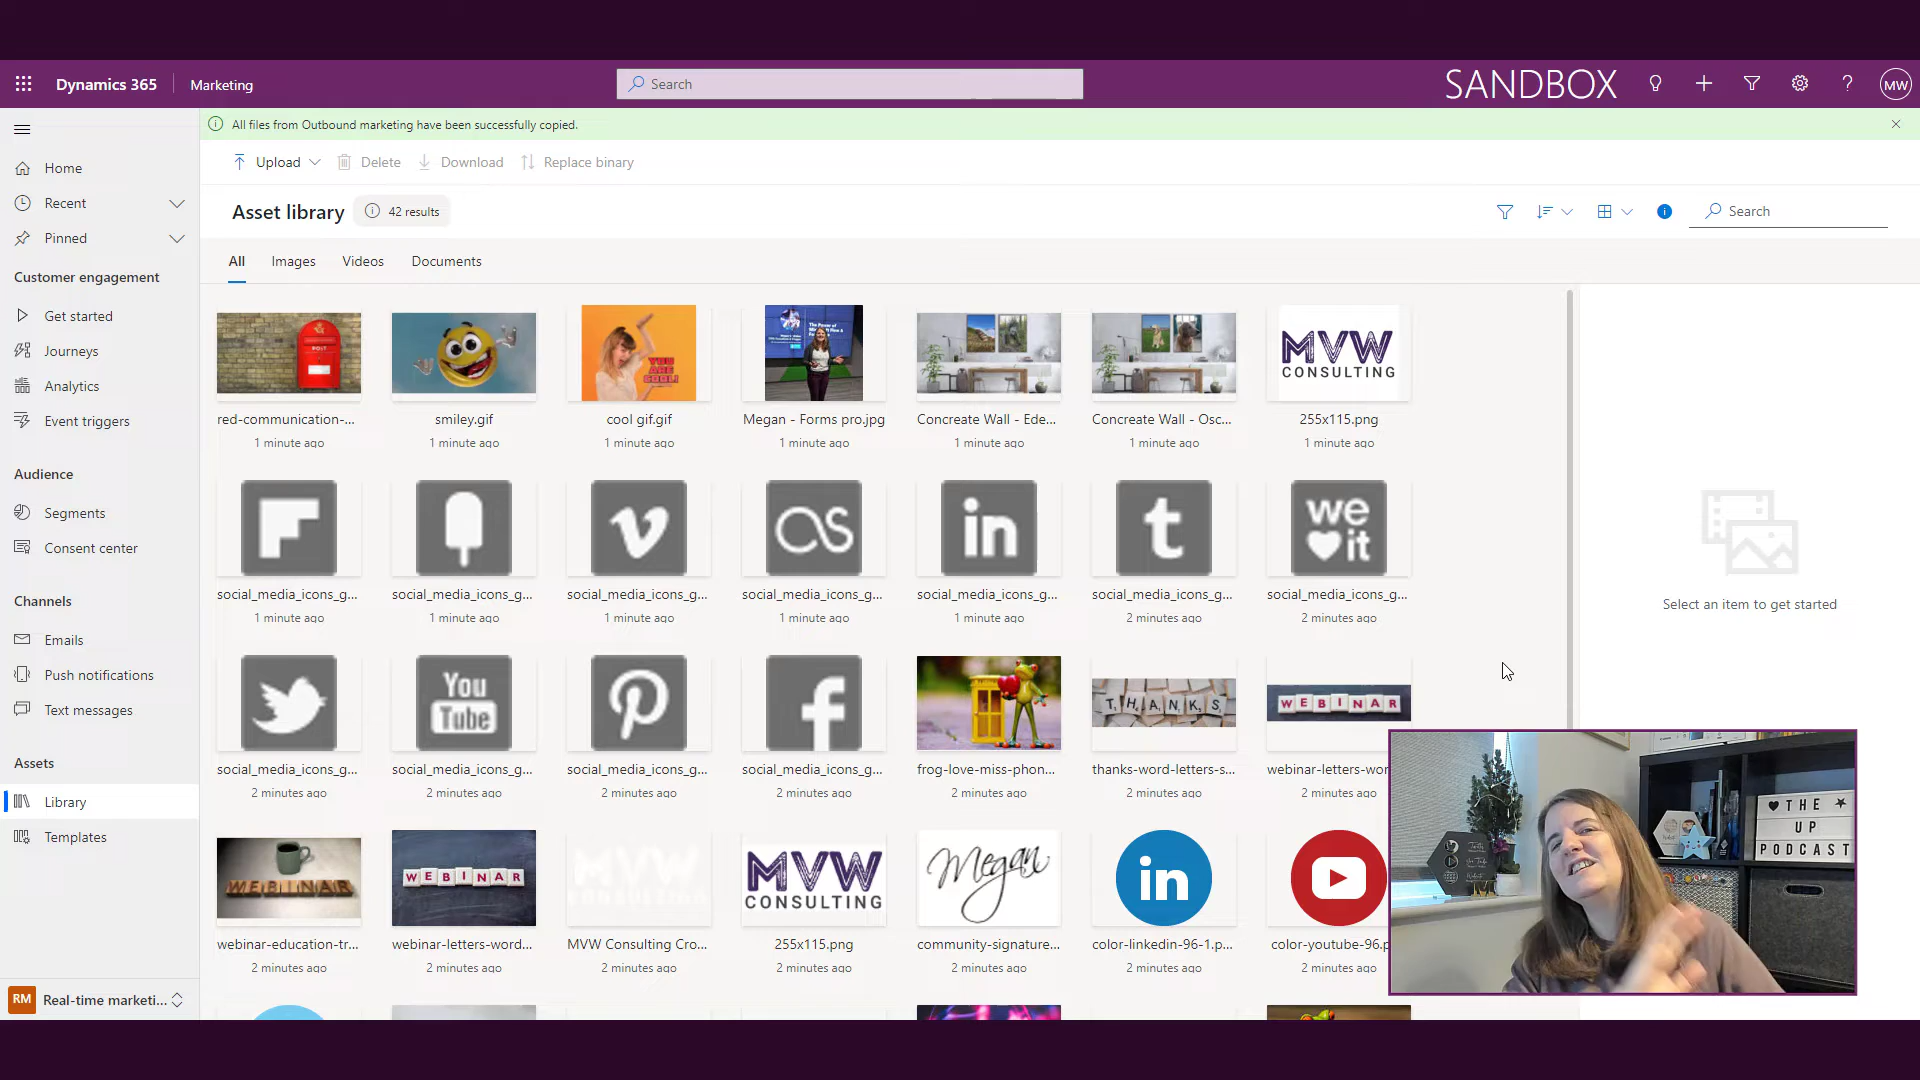 Dynamics 365
Marketing
Search
SANDBOX
MW
All files from Outbound marketing have been successfully copied.
Upload
Delete
Download
Replace binary
Asset library
42 results
Search
All
Images
Videos
Documents
Home
Recent
Pinned
Customer engagement
Get started
Journeys
Analytics
Event triggers
Audience
Segments
Consent center
Channels
Emails
Push notifications
Text messages
Assets
Library
Templates
RM
Real-time marketi...
YOU ARE COOL!
MVW
CONSULTING
red-communication-...
smiley.gif
cool gif.gif
Megan - Forms pro.jpg
Concreate Wall - Ede...
Concreate Wall - Osc...
255x115.png
1 minute ago
1 minute ago
1 minute ago
1 minute ago
1 minute ago
1 minute ago
1 minute ago
in
t
we
it
social_media_icons_g...
social_media_icons_g...
social_media_icons_g...
social_media_icons_g...
social_media_icons_g...
social_media_icons_g...
social_media_icons_g...
1 minute ago
1 minute ago
1 minute ago
1 minute ago
1 minute ago
2 minutes ago
2 minutes ago
You
Tube
f
THANKS
WEBINAR
social_media_icons_g...
social_media_icons_g...
social_media_icons_g...
social_media_icons_g...
frog-love-miss-phon...
thanks-word-letters-s...
webinar-letters-wor
2 minutes ago
2 minutes ago
2 minutes ago
2 minutes ago
2 minutes ago
2 minutes ago
2 minutes ago
WEBINAR
WEBINAR
MVW
CONSULTING
MVW
CONSULTING
Megan
in
webinar-education-tr...
webinar-letters-word...
MVW Consulting Cro...
255x115.png
community-signature...
color-linkedin-96-1.p...
color-youtube-96.p
2 minutes ago
2 minutes ago
2 minutes ago
2 minutes ago
2 minutes ago
2 minutes ago
2 minutes ago
Select an item to get started
THE
UP
PODCAST